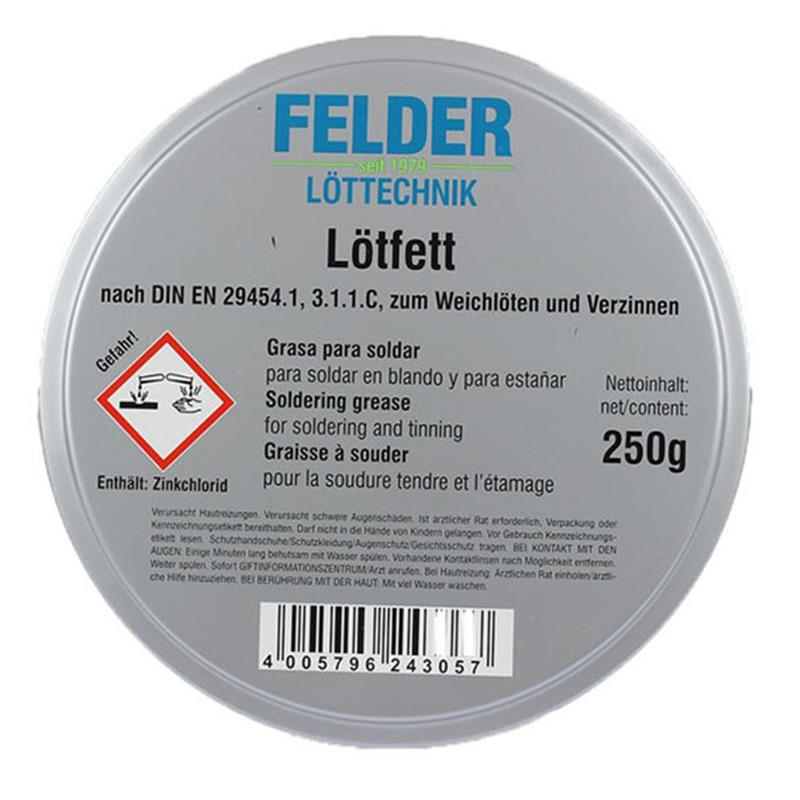 FELDER
seit 1979
LÖTTECHNIK
Lötfett
nach DIN EN 29454.1, 3.1.1.C, zum Weichlöten und Verzinnen
Gefahr!
Enthält: Zinkchlorid
Grasa para soldar
para soldar en blando y para estañar
Soldering grease
for soldering and tinning
Graisse à souder
pour la soudure tendre et l'étamage
Nettoinhalt:
net/content:
250g
Verursacht Hautreizungen. Verursacht schwere Augenschäden. Ist ärztlicher Rat erforderlich, Verpackung oder
Kennzeichnungsetikett bereithalten. Darf nicht in die Hände von Kindern gelangen. Vor Gebrauch Kennzeichnungs-
etikett lesen. Schutzhandschuhe/Schutzkleidung/Augenschutz/Gesichtsschutz tragen. BEI KONTAKT MIT DEN
AUGEN: Einige Minuten lang behutsam mit Wasser spülen. Vorhandene Kontaktlinsen nach Möglichkeit entfernen.
Weiter spülen. Sofort GIFTINFORMATIONSZENTRUM/Arzt anrufen. Bei Hautreizung: Ärztlichen Rat einholen/ärztli-
che Hilfe hinzuziehen. BEI BERÜHRUNG MIT DER HAUT: Mit viel Wasser waschen.
4 005796 243057